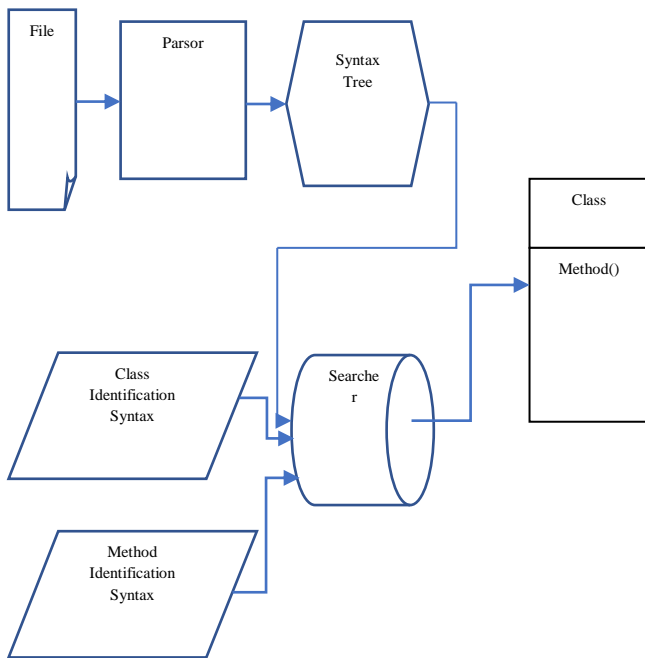 File
Parsor
Syntax
Tree
Class
Method()
Class
Identification
Syntax
Searche
r
Method
Identification
Syntax